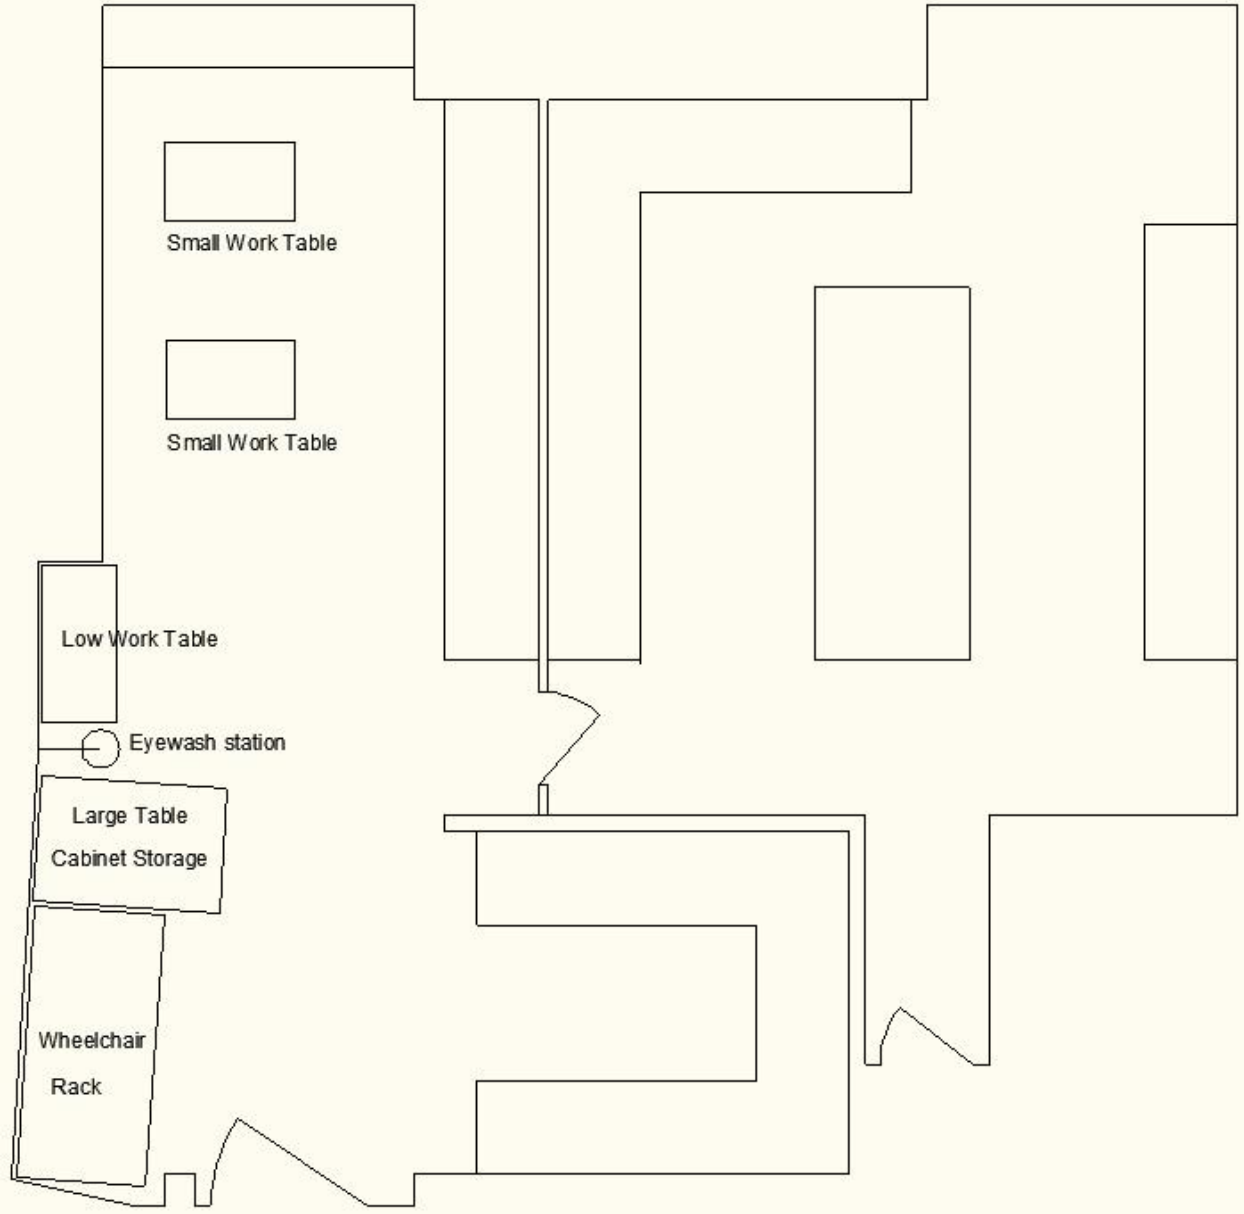 Small Work Table
Small Work Table
Low Work Table
Eyewash station
Large Table
Cabinet Storage
Wheelchair
Rack